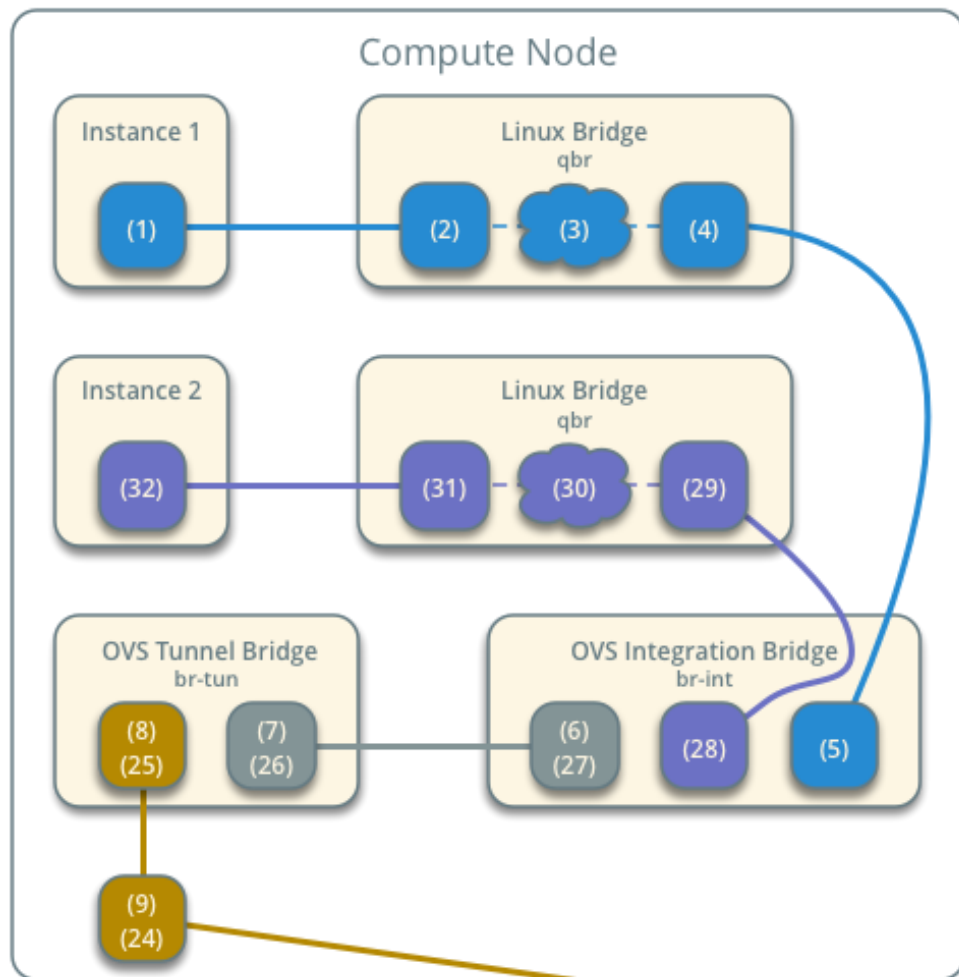 Compute Node
Instance 1
Linux Bridge
qbr
(1)
(2)
(3)
(4)
Instance 2
Linux Bridge
qbr
(32)
(31)
(30)
(29)
OVS Tunnel Bridge
br-tun
OVS Integration Bridge
br-int
(8)
(25)
(7)
(26)
(6)
(27)
(28)
(5)
(9)
(24)